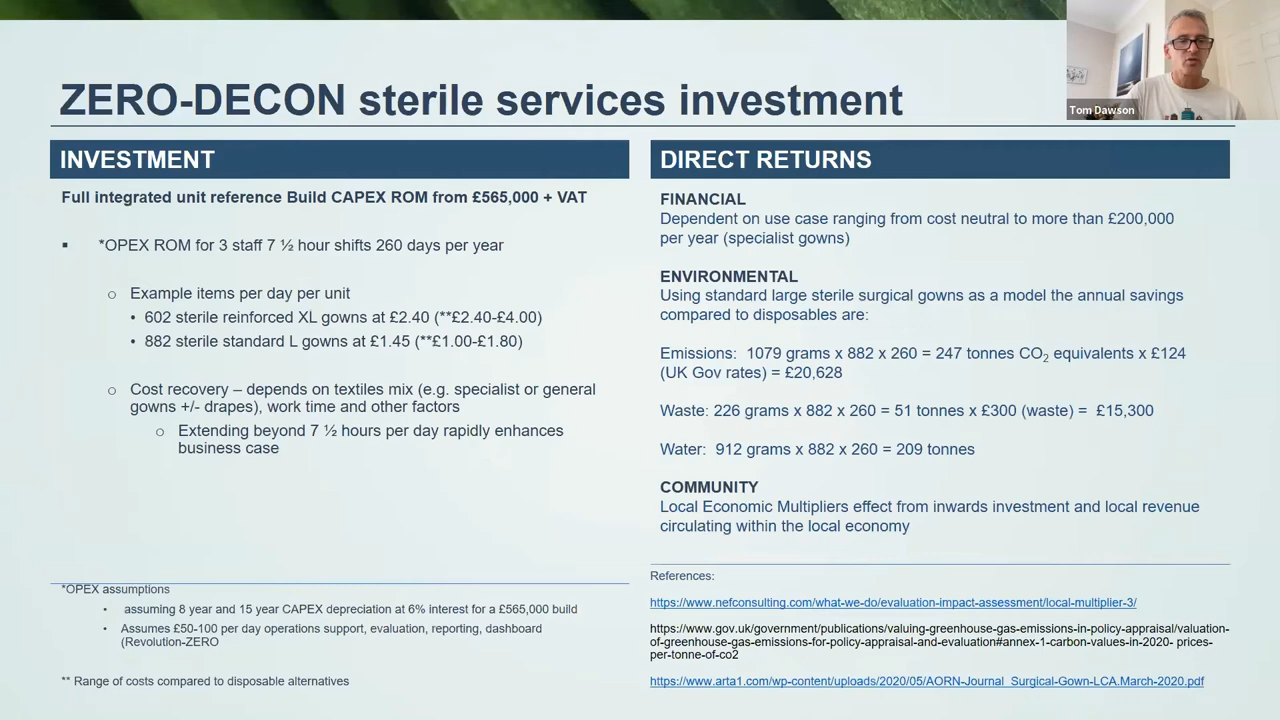 ZERO-DECON sterile services investment
Tom Dawson
INVESTMENT
Full integrated unit reference Build CAPEX ROM from £565,000 + VAT
▪ *OPEX ROM for 3 staff 7 ½ hour shifts 260 days per year
o Example items per day per unit
• 602 sterile reinforced XL gowns at £2.40 (**£2.40-£4.00)
• 882 sterile standard L gowns at £1.45 (**£1.00-£1.80)
o Cost recovery – depends on textiles mix (e.g. specialist or general
gowns +/- drapes), work time and other factors
o Extending beyond 7 ½ hours per day rapidly enhances
business case
*OPEX assumptions
• assuming 8 year and 15 year CAPEX depreciation at 6% interest for a £565,000 build
• Assumes £50-100 per day operations support, evaluation, reporting, dashboard
(Revolution-ZERO
** Range of costs compared to disposable alternatives
DIRECT RETURNS
FINANCIAL
Dependent on use case ranging from cost neutral to more than £200,000
per year (specialist gowns)
ENVIRONMENTAL
Using standard large sterile surgical gowns as a model the annual savings
compared to disposables are:
Emissions: 1079 grams x 882 x 260 = 247 tonnes CO₂ equivalents x £124
(UK Gov rates) = £20,628
Waste: 226 grams x 882 x 260 = 51 tonnes x £300 (waste) = £15,300
Water: 912 grams x 882 x 260 = 209 tonnes
COMMUNITY
Local Economic Multipliers effect from inwards investment and local revenue
circulating within the local economy
References:
https://www.nefconsulting.com/what-we-do/evaluation-impact-assessment/local-multiplier-3/
https://www.gov.uk/government/publications/valuing-greenhouse-gas-emissions-in-policy-appraisal/valuation-
of-greenhouse-gas-emissions-for-policy-appraisal-and-evaluation#annex-1-carbon-values-in-2020- prices-
per-tonne-of-co2
https://www.arta1.com/wp-content/uploads/2020/05/AORN-Journal_Surgical-Gown-LCA.March-2020.pdf